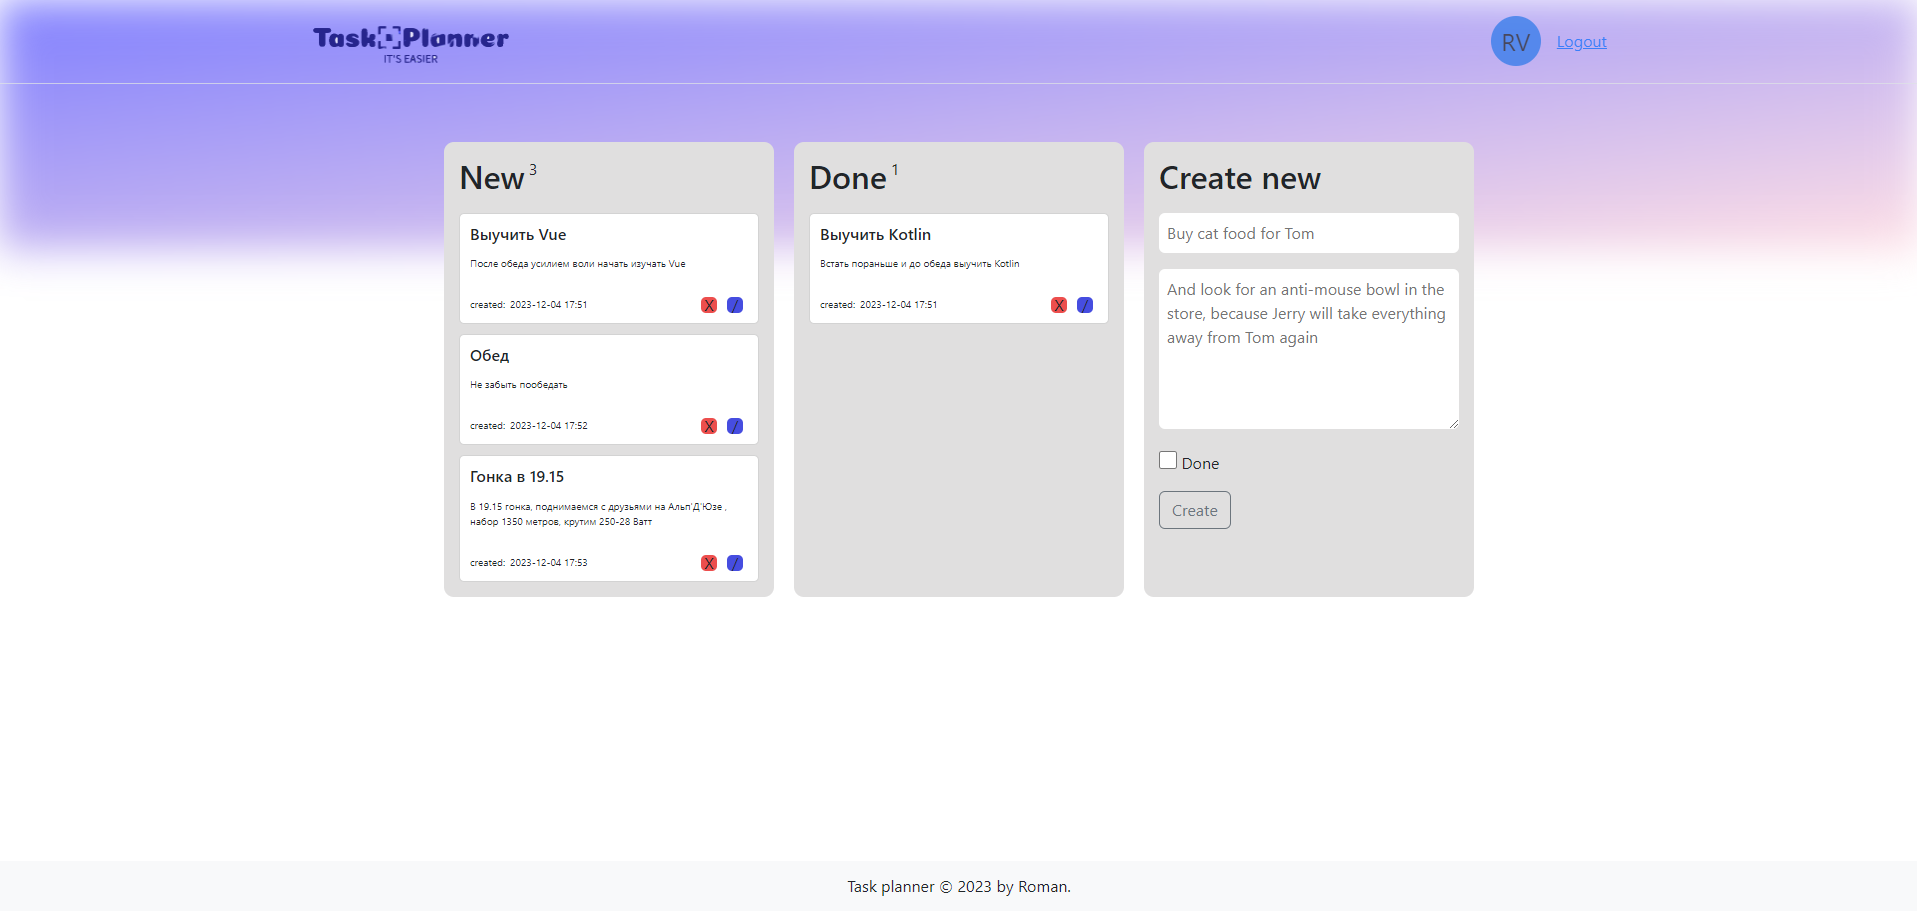 Task Planner
IT'S EASIER
RV
Logout
New 3
Выучить Vue
После обеда усилием воли начать изучать Vue
created: 2023-12-04 17:51
X /
Обед
Не забыть пообедать
created: 2023-12-04 17:52
X /
Гонка в 19.15
В 19.15 гонка, поднимаемся с друзьями на Альп'Д'Юзе ,
набор 1350 метров, крутим 250-28 Ватт
created: 2023-12-04 17:53
X /
Done 1
Выучить Kotlin
Встать пораньше и до обеда выучить Kotlin
created: 2023-12-04 17:51
X /
Create new
Buy cat food for Tom
And look for an anti-mouse bowl in the
store, because Jerry will take everything
away from Tom again
Done
Create
Task planner © 2023 by Roman.